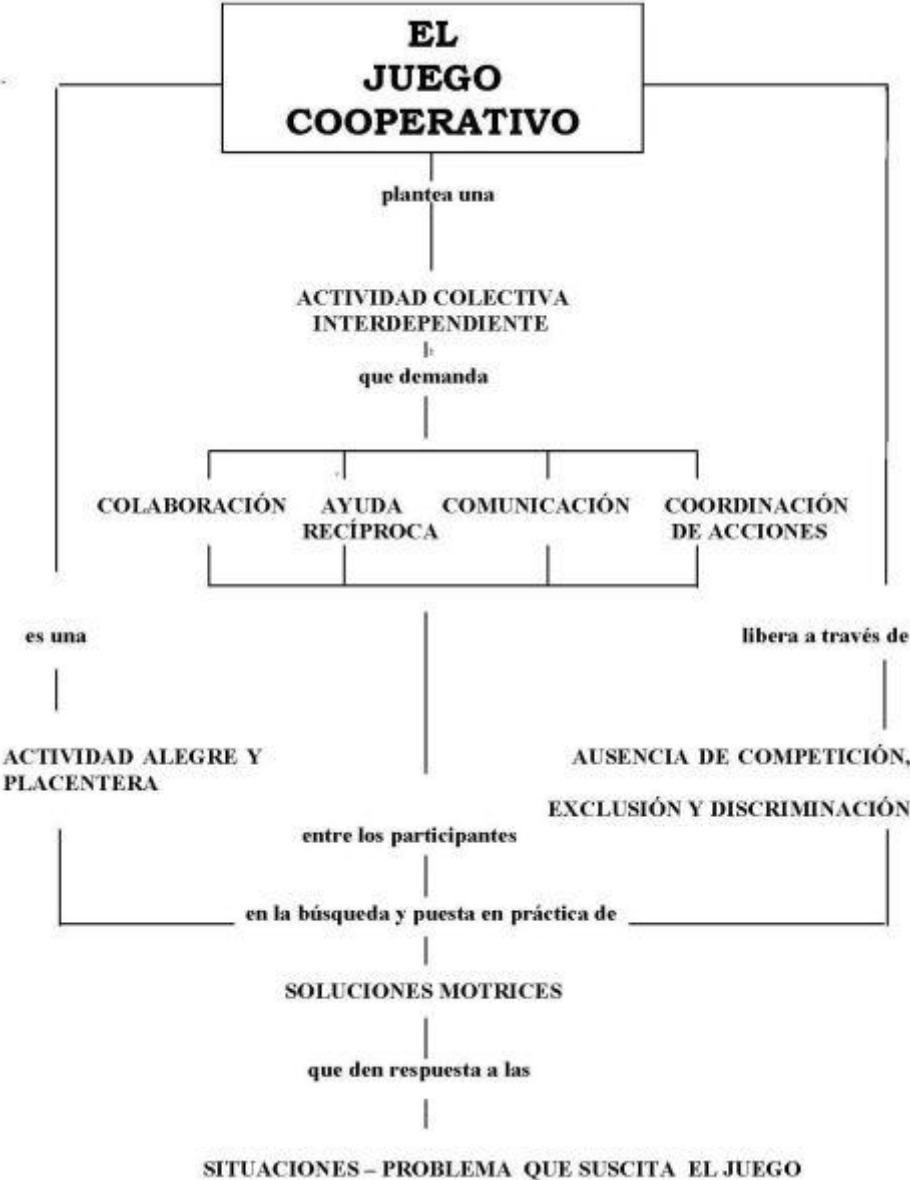 EL
JUEGO
COOPERATIVO
plantea una
ACTIVIDAD COLECTIVA
INTERDEPENDIENTE
que demanda
COLABORACIÓN
AYUDA
RECÍPROCA
COMUNICACIÓN
COORDINACIÓN
DE ACCIONES
es una
libera a través de
ACTIVIDAD ALEGRE Y
PLACENTERA
AUSENCIA DE COMPETICIÓN,
EXCLUSIÓN Y DISCRIMINACIÓN
entre los participantes
en la búsqueda y puesta en práctica de
SOLUCIONES MOTRICES
que den respuesta a las
SITUACIONES – PROBLEMA QUE SUSCITA EL JUEGO